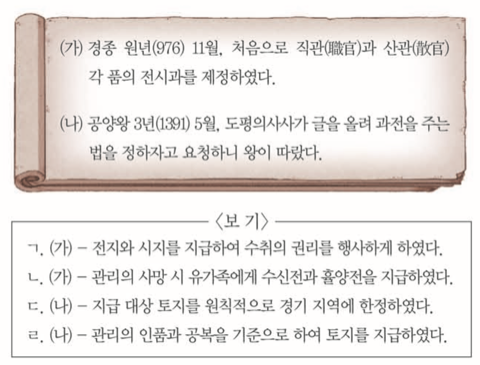 (가) 경종 원년(976) 11월, 처음으로 직관(職官)과 산관(散官)
각 품의 전시과를 제정하였다.
(나) 공양왕 3년(1391) 5월, 도평의사사가 글을 올려 과전을 주는
법을 정하자고 요청하니 왕이 따랐다.
〈보 기〉
ㄱ. (가) - 전지와 시지를 지급하여 수취의 권리를 행사하게 하였다.
ㄴ. (가) - 관리의 사망 시 유가족에게 수신전과 휼양전을 지급하였다.
ㄷ. (나) - 지급 대상 토지를 원칙적으로 경기 지역에 한정하였다.
ㄹ. (나) - 관리의 인품과 공복을 기준으로 하여 토지를 지급하였다.